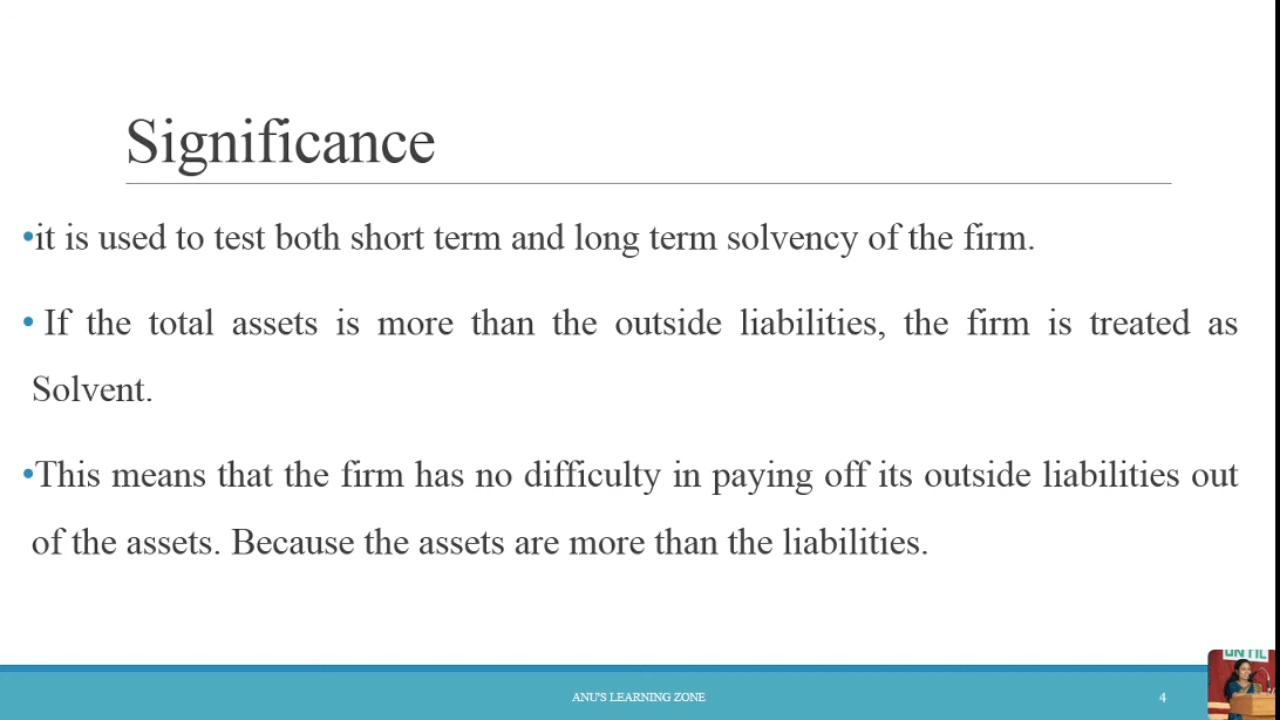 Significance
•it is used to test both short term and long term solvency of the firm.
• If the total assets is more than the outside liabilities, the firm is treated as
Solvent.
•This means that the firm has no difficulty in paying off its outside liabilities out
of the assets. Because the assets are more than the liabilities.
ANU'S LEARNING ZONE
4